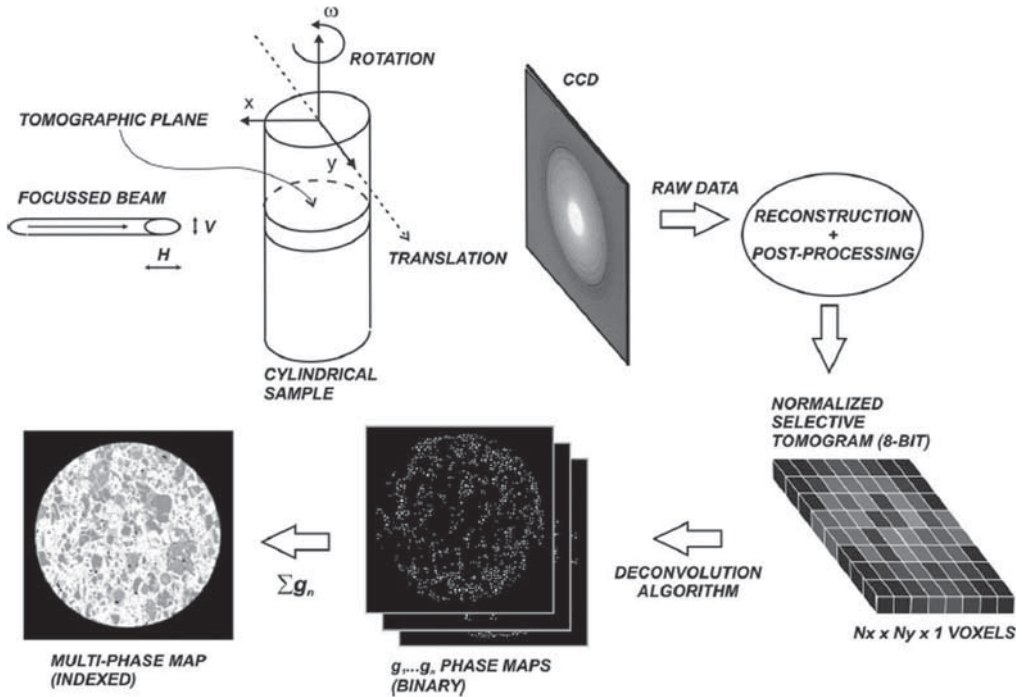 ω
ROTATION
x
TOMOGRAPHIC PLANE
y
FOCUSSED BEAM
V
H
TRANSLATION
CYLINDRICAL
SAMPLE
CCD
RAW DATA
RECONSTRUCTION
+
POST-PROCESSING
NORMALIZED
SELECTIVE
TOMOGRAM (8-BIT)
Nx x Ny x 1 VOXELS
DECONVOLUTION
ALGORITHM
g₁...gₙ PHASE MAPS
(BINARY)
∑gₙ
MULTI-PHASE MAP
(INDEXED)